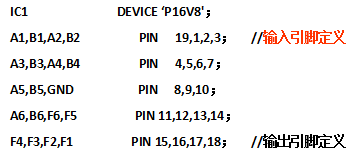 IC1 DEVICE ‘P16V8';
A1,B1,A2,B2 PIN 19,1,2,3; //输入引脚定义
A3,B3,A4,B4 PIN 4,5,6,7;
A5,B5,GND PIN 8,9,10;
A6,B6,F6,F5 PIN 11,12,13,14;
F4,F3,F2,F1 PIN 15,16,17,18; //输出引脚定义